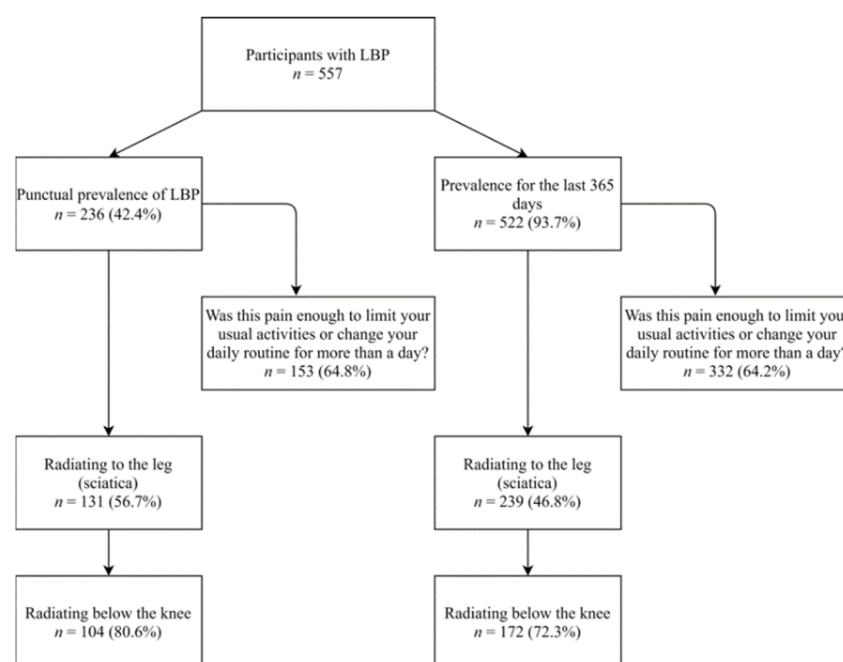 Participants with LBP
n = 557
Punctual prevalence of LBP
n = 236 (42.4%)
Prevalence for the last 365
days
n = 522 (93.7%)
Was this pain enough to limit your
usual activities or change your
daily routine for more than a day?
n = 153 (64.8%)
Was this pain enough to limit you
usual activities or change your
daily routine for more than a day?
n = 332 (64.2%)
Radiating to the leg
(sciatica)
n = 131 (56.7%)
Radiating to the leg
(sciatica)
n = 239 (46.8%)
Radiating below the knee
n = 104 (80.6%)
Radiating below the knee
n = 172 (72.3%)